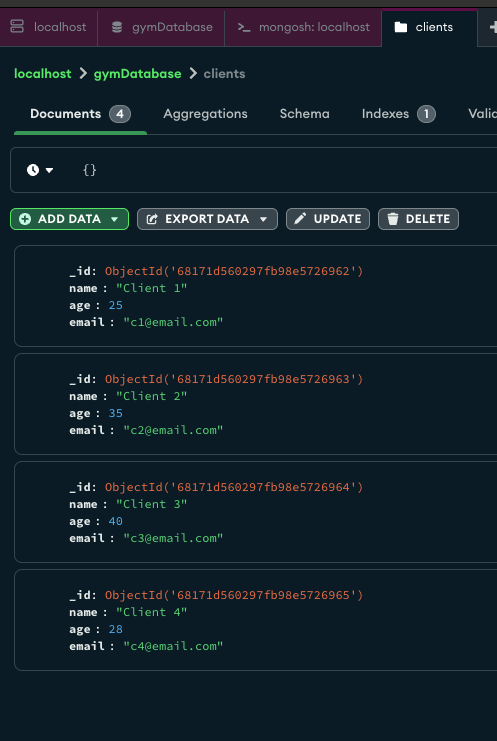 localhost
gymDatabase
mongosh: localhost
clients
localhost > gymDatabase > clients
Documents 4
Aggregations
Schema
Indexes 1
{}
ADD DATA
EXPORT DATA
UPDATE
DELETE
_id: ObjectId('68171d560297fb98e5726962')
name : "Client 1"
age : 25
email : "c1@email.com"
_id: ObjectId('68171d560297fb98e5726963')
name : "Client 2"
age : 35
email : "c2@email.com"
_id: ObjectId('68171d560297fb98e5726964')
name : "Client 3"
age : 40
email : "c3@email.com"
_id: ObjectId('68171d560297fb98e5726965')
name : "Client 4"
age : 28
email : "c4@email.com"